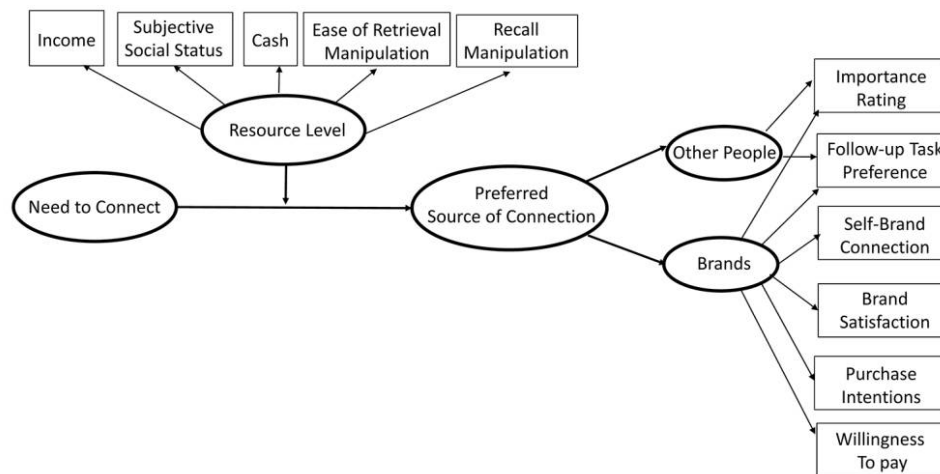 Income
Subjective
Social Status
Cash
Ease of Retrieval
Manipulation
Recall
Manipulation
Resource Level
Need to Connect
Preferred
Source of Connection
Other People
Brands
Importance
Rating
Follow-up Task
Preference
Self-Brand
Connection
Brand
Satisfaction
Purchase
Intentions
Willingness
To pay